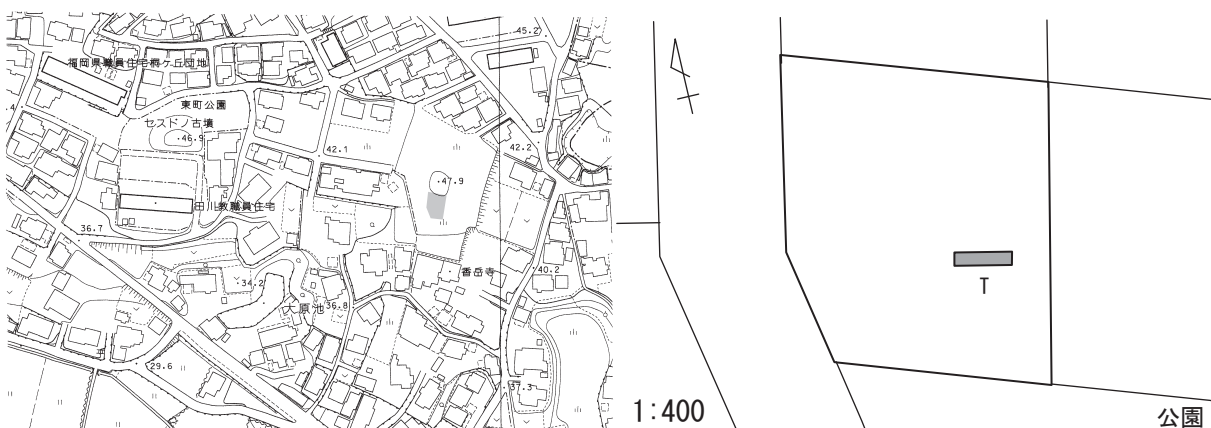 45.2
福岡県職員住宅桐ケ丘団地
東町公園
セスドノ古墳
46.9
42.1
42.2
47.9
田川教職員住宅
36.7
香岳寺
40.2
34.2
大原池
36.8
29.6
37.3
T
1:400
公園